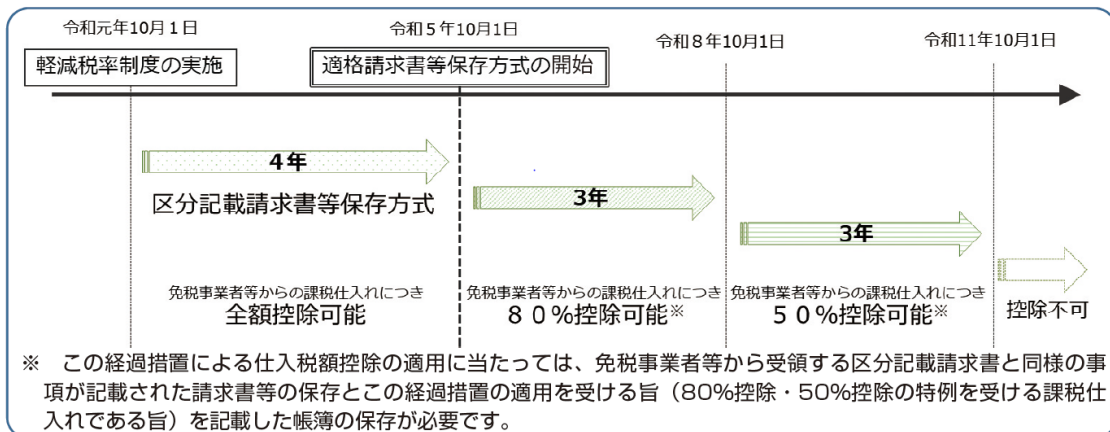 令和元年10月１日
令和５年10月1日
令和８年10月1日
令和11年10月1日
軽減税率制度の実施
適格請求書等保存方式の開始
4年
区分記載請求書等保存方式
3年
3年
免税事業者等からの課税仕入れにつき
全額控除可能
免税事業者等からの課税仕入れにつき
８０％控除可能※
免税事業者等からの課税仕入れにつき
５０％控除可能※
控除不可
※　この経過措置による仕入税額控除の適用に当たっては、免税事業者等から受領する区分記載請求書と同様の事
項が記載された請求書等の保存とこの経過措置の適用を受ける旨（80％控除・50％控除の特例を受ける課税仕
入れである旨）を記載した帳簿の保存が必要です。